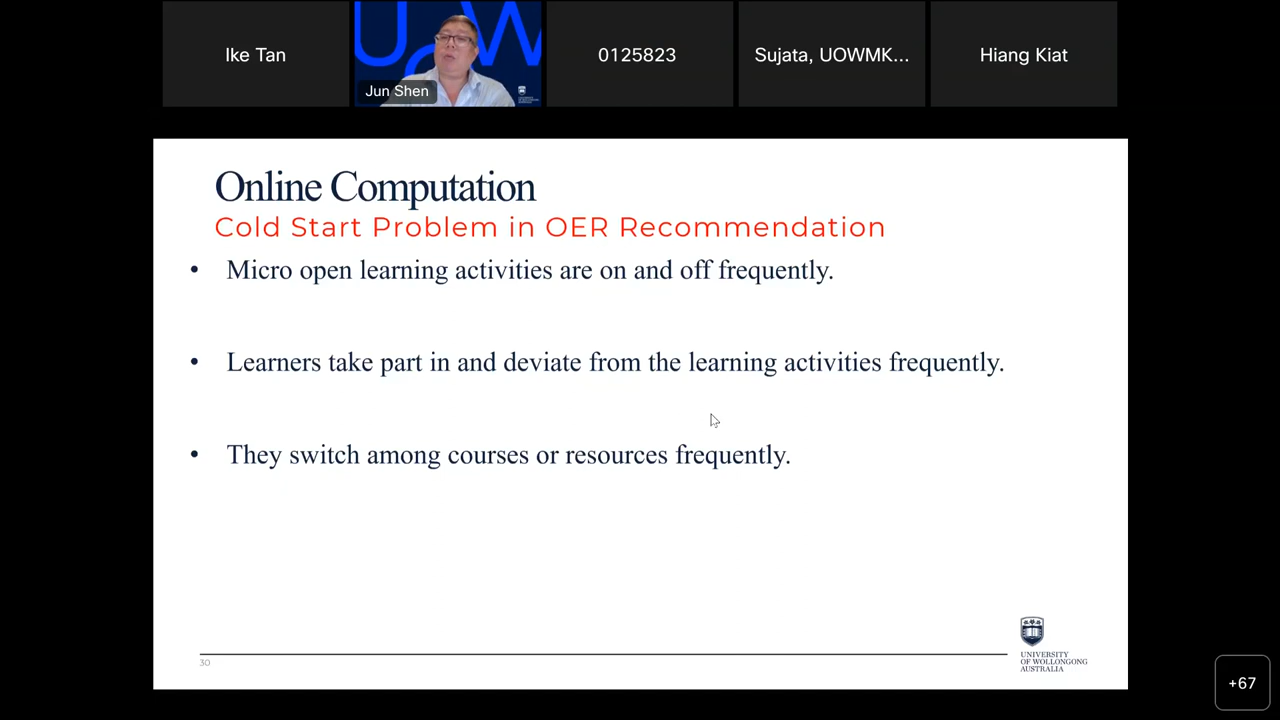 Ike Tan
Jun Shen
0125823
Sujata, UOWMK...
Hiang Kiat
Online Computation
Cold Start Problem in OER Recommendation
• Micro open learning activities are on and off frequently.
• Learners take part in and deviate from the learning activities frequently.
• They switch among courses or resources frequently.
30
UNIVERSITY
OF WOLLONGONG
AUSTRALIA
+67